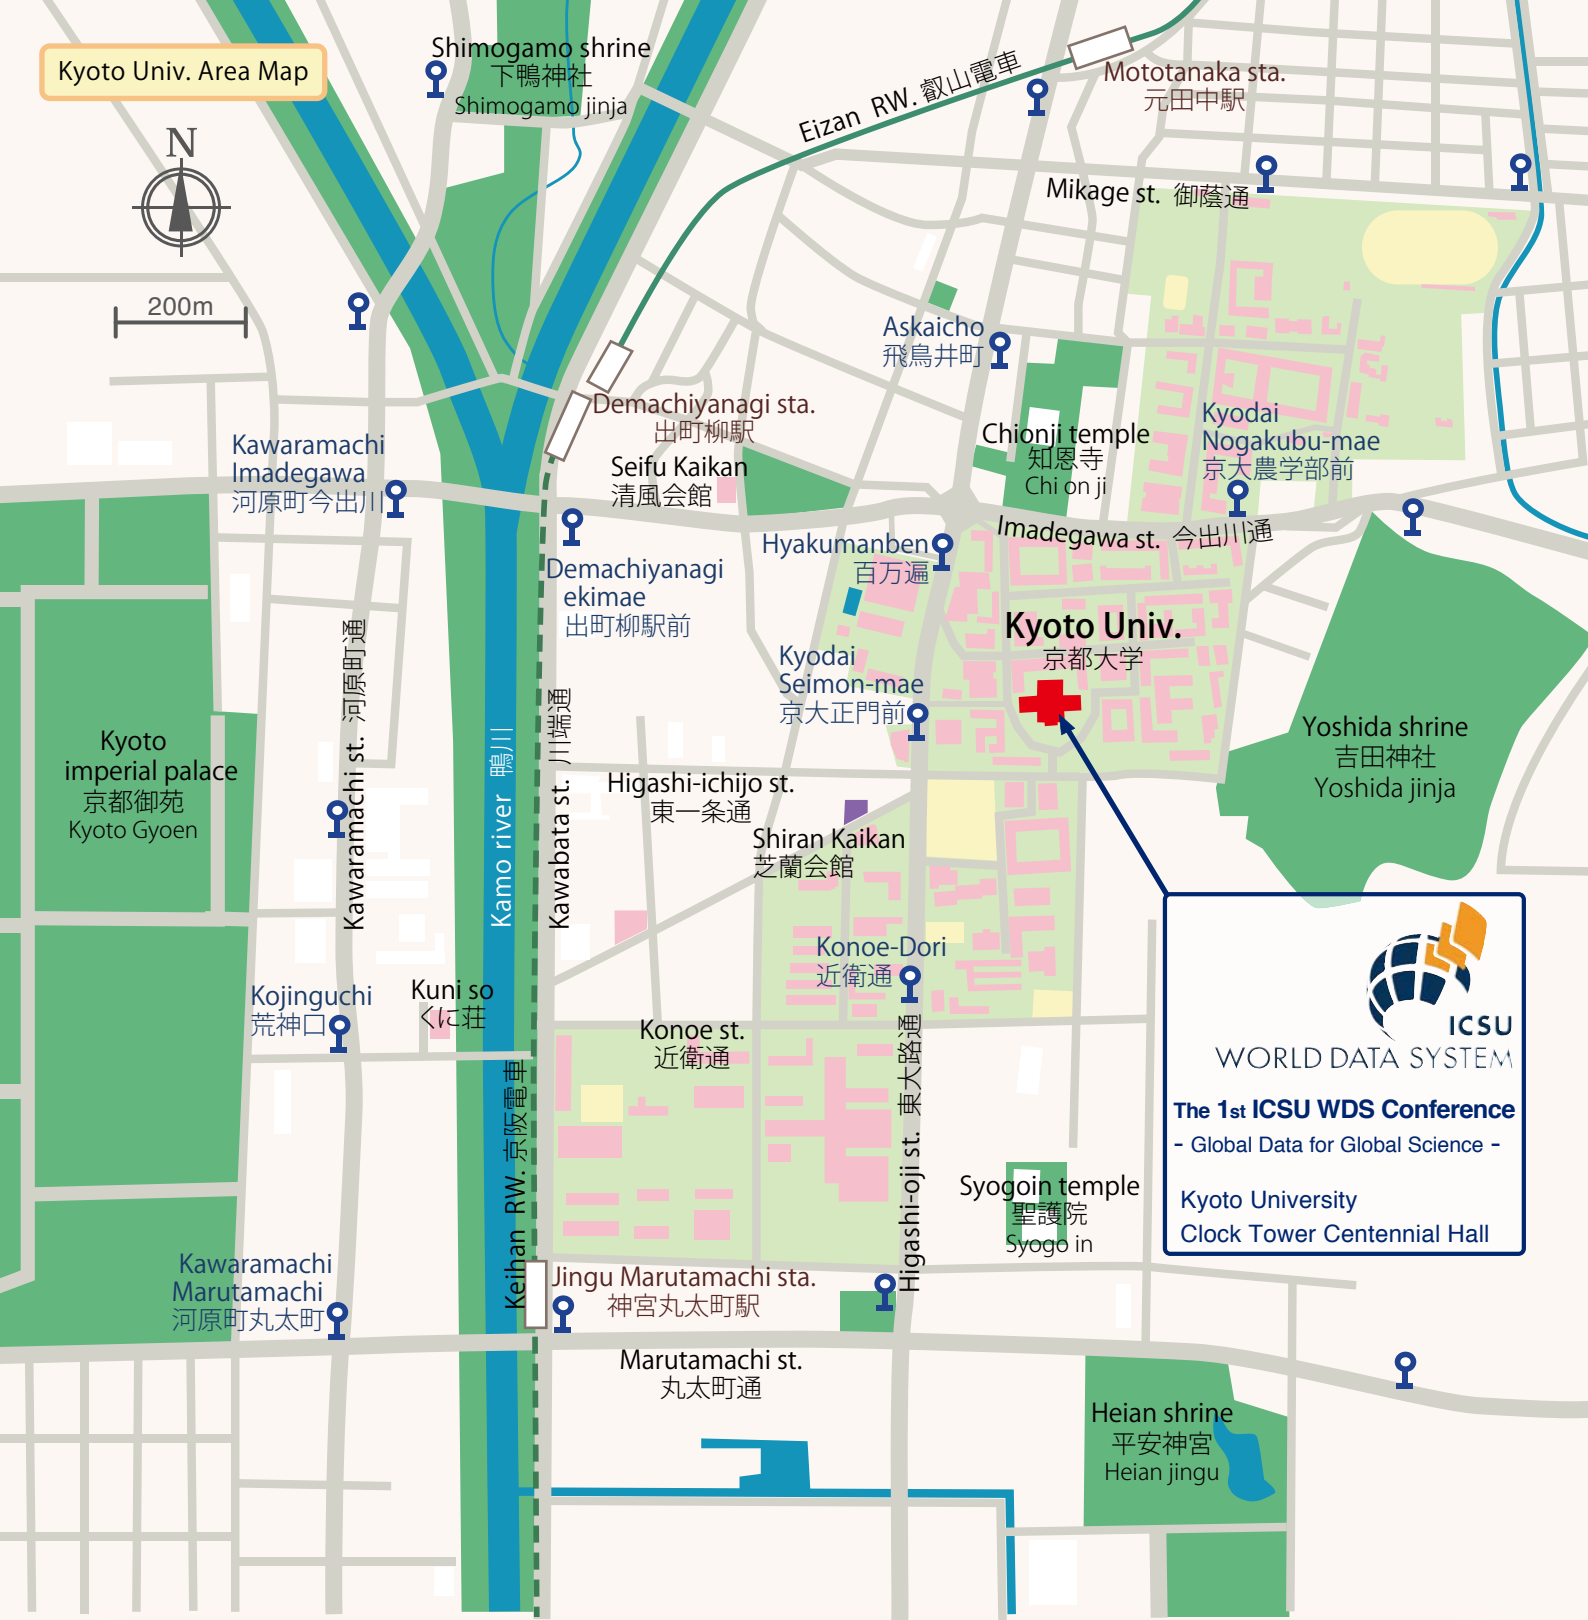 Kyoto Univ. Area Map
N
200m
Shimogamo shrine
下鴨神社
Shimogamo jinja
Eizan RW. 叡山電車
Mototanaka sta.
元田中駅
Mikage st. 御蔭通
Askaicho
飛鳥井町
Demachiyanagi sta.
出町柳駅
Seifu Kaikan
清風会館
Chionji temple
知恩寺
Chi on ji
Kyodai
Nogakubu-mae
京大農学部前
Kawaramachi
Imadegawa
河原町今出川
Imadegawa st. 今出川通
Hyakumanben
百万遍
Demachiyanagi
ekimae
出町柳駅前
Kyoto Univ.
京都大学
Kyodai
Seimon-mae
京大正門前
Kyoto
imperial palace
京都御苑
Kyoto Gyoen
Kawaramachi st. 河原町通
Kamo river 鴨川
Kawabata st. 川端通
Higashi-ichijo st.
東一条通
Shiran Kaikan
芝蘭会館
Yoshida shrine
吉田神社
Yoshida jinja
Konoe-Dori
近衛通
Kojinguchi
荒神口
Kuni so
くに荘
Konoe st.
近衛通
Keihan RW. 京阪電車
Higashi-oji st. 東大路通
Syogoin temple
聖護院
Syogo in
ICSU
WORLD DATA SYSTEM
The 1st ICSU WDS Conference
- Global Data for Global Science -
Kyoto University
Clock Tower Centennial Hall
Kawaramachi
Marutamachi
河原町丸太町
Jingu Marutamachi sta.
神宮丸太町駅
Marutamachi st.
丸太町通
Heian shrine
平安神宮
Heian jingu